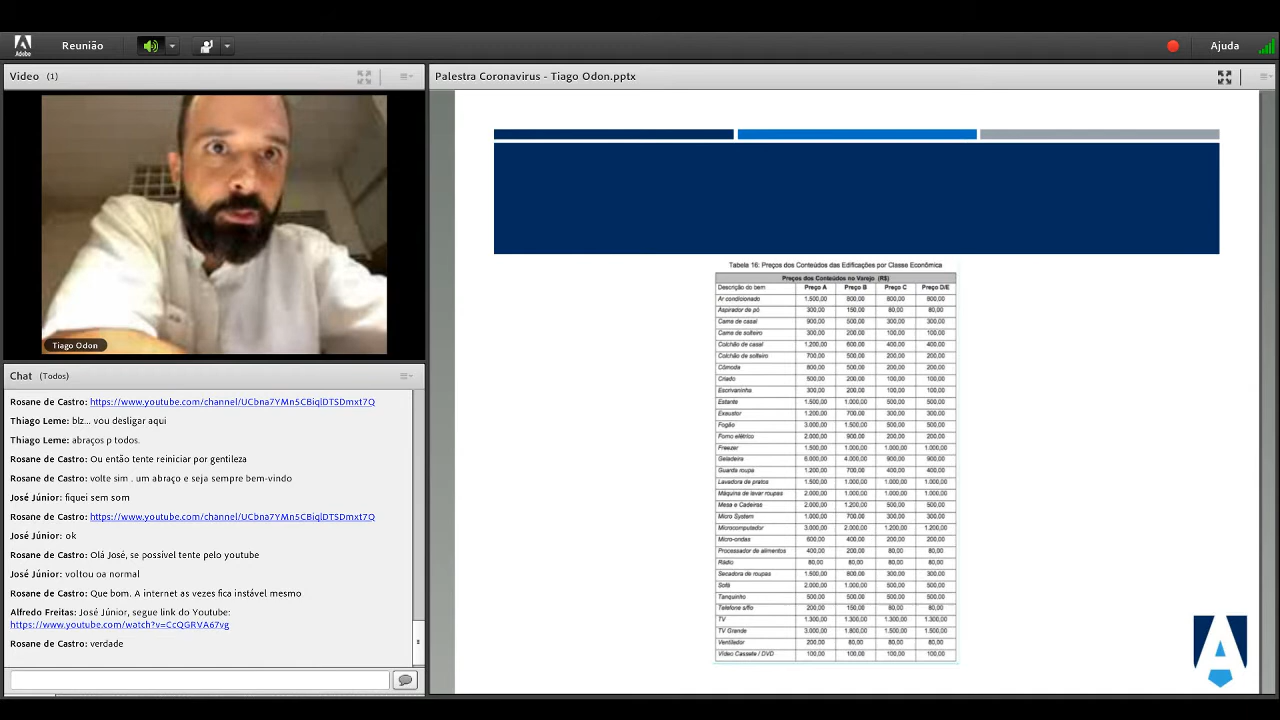 Adobe
Reunião
Ajuda
Video (1)
Tiago Odon
Chat (Todos)
Rosane de Castro: https://www.youtube.com/channel/UCbna7YMn5CBiqlDTSDmxt7Q
Thiago Leme: blz... vou desligar aqui
Thiago Leme: abraços p todos.
Rosane de Castro: Outro. Obrigada pelo feminicidio e gentileza
Rosane de Castro: volte sim . um abraço e seja sempre bem-vindo
José Júnior: fiquei sem som
Rosane de Castro: https://www.youtube.com/channel/UCbna7YMn5CBiqlDTSDmxt7Q
José Júnior: ok
Rosane de Castro: Olá José, se possivel tente pelo youtube
José Júnior: voltou o normal
Rosane de Castro: Que bom. A internet as vezes fica instável mesmo
Alfredo Freitas: José Júnior, segue link do Youtube:
https://www.youtube.com/watch?v=CcQGRVA67vg
Rosane de Castro: verdade
Palestra Coronavirus - Tiago Odon.pptx
Tabela 16: Preços dos Conteúdos das Edificações por Classe Econômica
Preços dos Conteúdos no Varejo (R$)
Descrição do bem Preço A Preço B Preço C Preço D/E
Ar condicionado 1.500,00 800,00 800,00 800,00
Aspirador de pó 300,00 150,00 80,00 80,00
Cama de casal 900,00 500,00 300,00 300,00
Cama de solteiro 300,00 200,00 100,00 100,00
Colchão de casal 1.200,00 600,00 400,00 400,00
Colchão de solteiro 700,00 500,00 200,00 200,00
Cômoda 800,00 500,00 200,00 200,00
Criado 500,00 200,00 100,00 100,00
Escrivaninha 300,00 200,00 100,00 100,00
Estante 1.500,00 1.000,00 500,00 500,00
Exaustor 1.200,00 700,00 300,00 300,00
Fogão 3.000,00 1.500,00 500,00 500,00
Forno elétrico 2.000,00 900,00 200,00 200,00
Freezer 1.500,00 1.000,00 1.000,00 1.000,00
Geladeira 6.000,00 4.000,00 900,00 900,00
Guarda roupa 1.200,00 700,00 400,00 400,00
Lavadora de pratos 1.500,00 1.000,00 1.000,00 1.000,00
Máquina de lavar roupas 2.000,00 1.000,00 1.000,00 1.000,00
Mesa e Cadeiras 2.000,00 1.200,00 500,00 500,00
Micro System 1.000,00 700,00 300,00 300,00
Microcomputador 3.000,00 2.000,00 1.200,00 1.200,00
Micro-ondas 600,00 400,00 200,00 200,00
Processador de alimentos 400,00 200,00 80,00 80,00
Rádio 80,00 80,00 80,00 80,00
Secadora de roupas 1.500,00 800,00 300,00 300,00
Sofá 2.000,00 1.000,00 500,00 500,00
Tanquinho 500,00 500,00 500,00 500,00
Telefone s/fio 200,00 150,00 80,00 80,00
TV 1.300,00 1.300,00 1.300,00 1.300,00
TV Grande 3.000,00 1.800,00 1.500,00 1.500,00
Ventilador 200,00 80,00 80,00 80,00
Vídeo Cassete / DVD 100,00 100,00 100,00 100,00